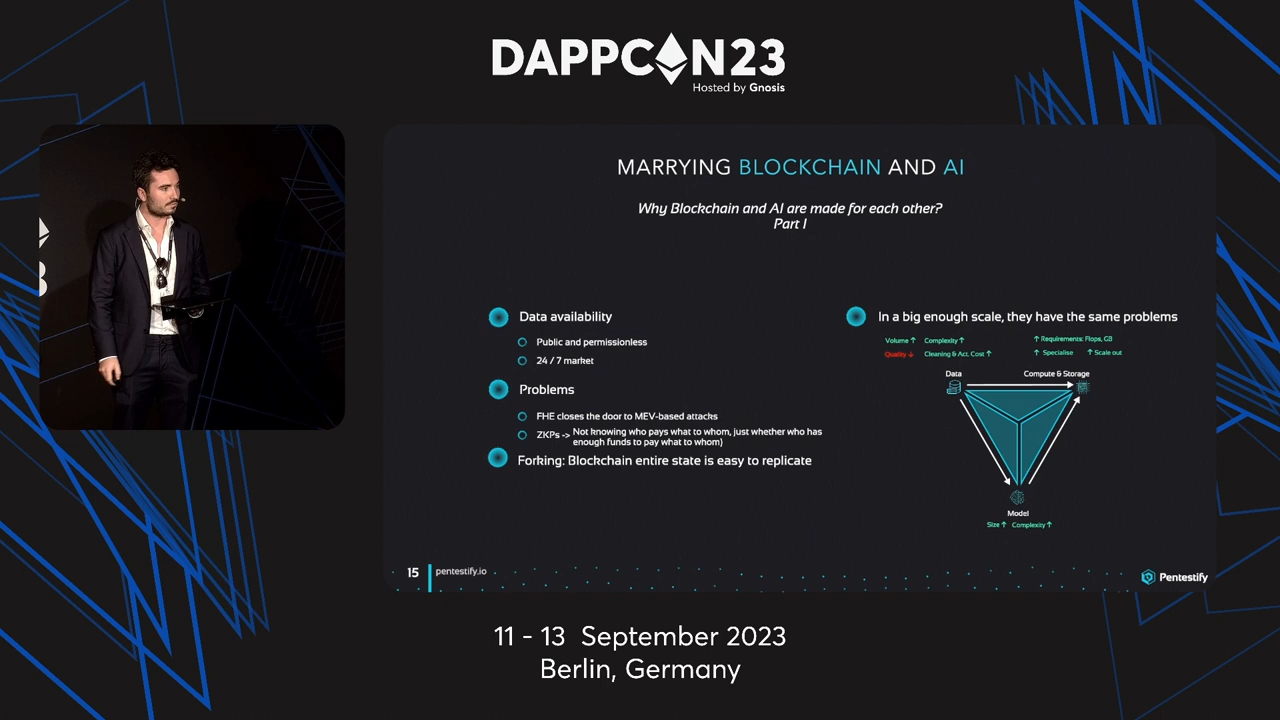 DAPPCON23
Hosted by Gnosis
MARRYING BLOCKCHAIN AND AI
Why Blockchain and AI are made for each other?
Part I
Data availability
Public and permissionless
24 / 7 market
Problems
FHE closes the door to MEV-based attacks
ZKPs -> Not knowing who pays what to whom, just whether who has
enough funds to pay what to whom)
Forking: Blockchain entire state is easy to replicate
In a big enough scale, they have the same problems
Volume ↑ Complexity ↑
Quality ↓ Cleaning & Act. Cost ↑
↑ Requirements: Flops, GB
↑ Specialise ↑ Scale out
Data
Compute & Storage
Model
Size ↑ Complexity ↑
15
pentestify.io
Pentestify
11 - 13 September 2023
Berlin, Germany